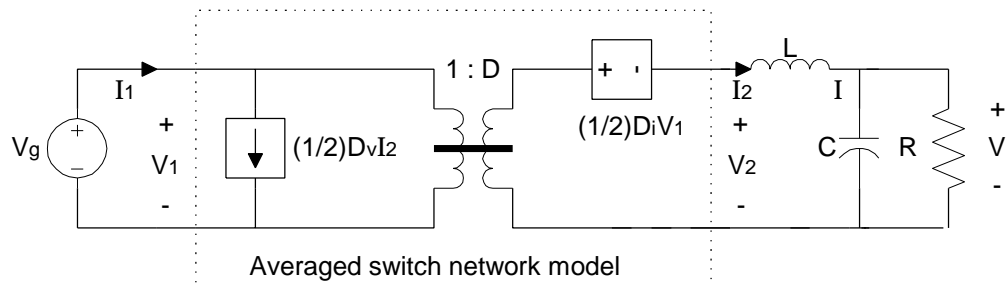 1 : D
L
I1
I2
I
+
-
+
-
Vg
+
V1
-
(1/2)DvI2
(1/2)DiV1
+
V2
-
C
R
+
V
-
Averaged switch network model